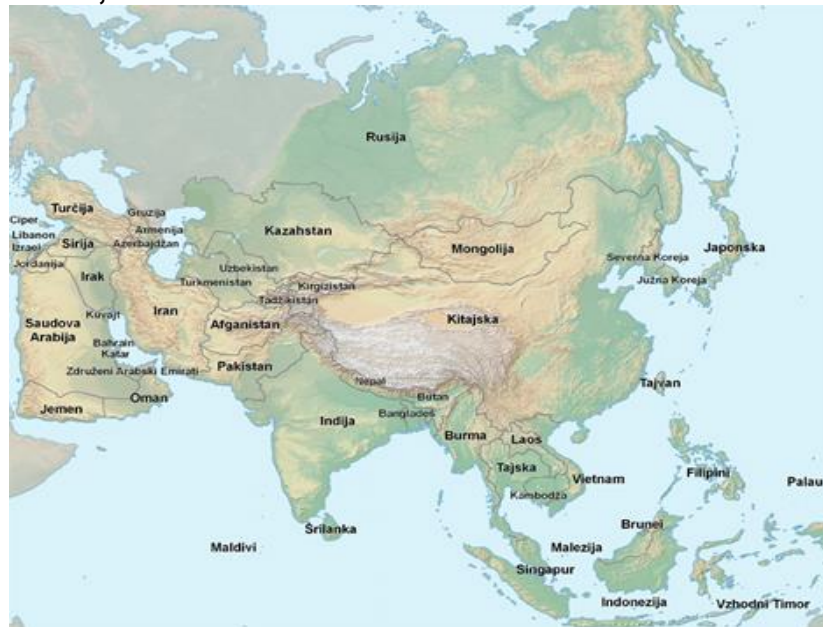 Rusija
Turčija
Gruzija
Ciper
Armenija
Kazahstan
Libanon
Izrael
Sirija
Azerbajdžan
Mongolija
Japonska
Severna Koreja
Jordanija
Irak
Uzbekistan
Turkmenistan
Kirgizistan
Južna Koreja
Tadžikistan
Iran
Kuvajt
Saudova
Arabija
Afganistan
Kitajska
Bahrain
Katar
Združeni Arabski Emirati
Pakistan
Nepal
Tajvan
Oman
Butan
Jemen
Bangladeš
Indija
Burma
Laos
Tajska
Vietnam
Filipini
Palau
Kambodža
Šrilanka
Brunei
Maldivi
Malezija
Singapur
Indonezija
Vzhodni Timor